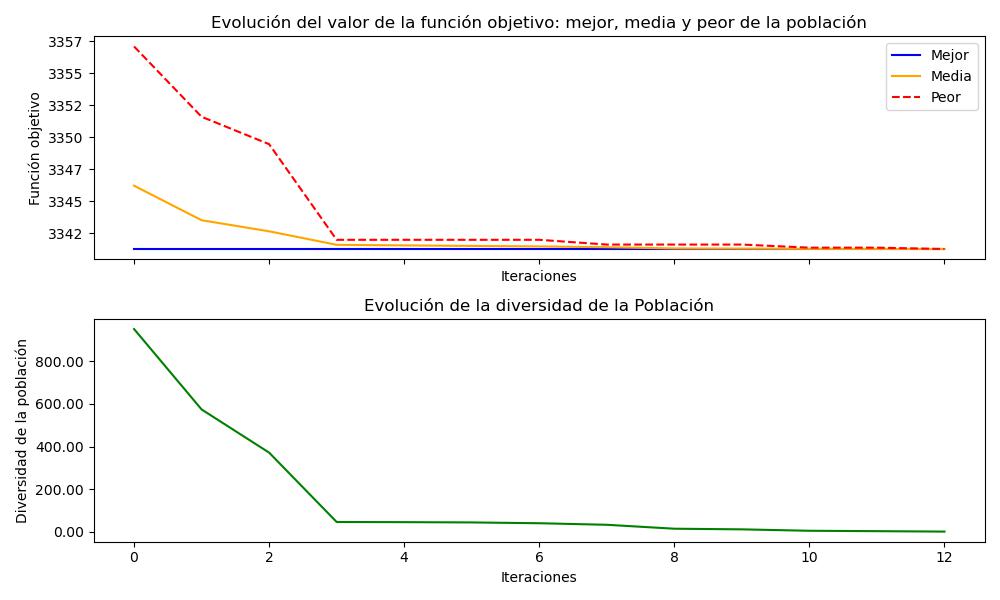 Evolución del valor de la función objetivo: mejor, media y peor de la población
3357
3355
3352
3350
3347
3345
3342
Función objetivo
Mejor
Media
Peor
Iteraciones
Evolución de la diversidad de la Población
800.00
600.00
400.00
200.00
0.00
Diversidad de la población
0 2 4 6 8 10 12
Iteraciones